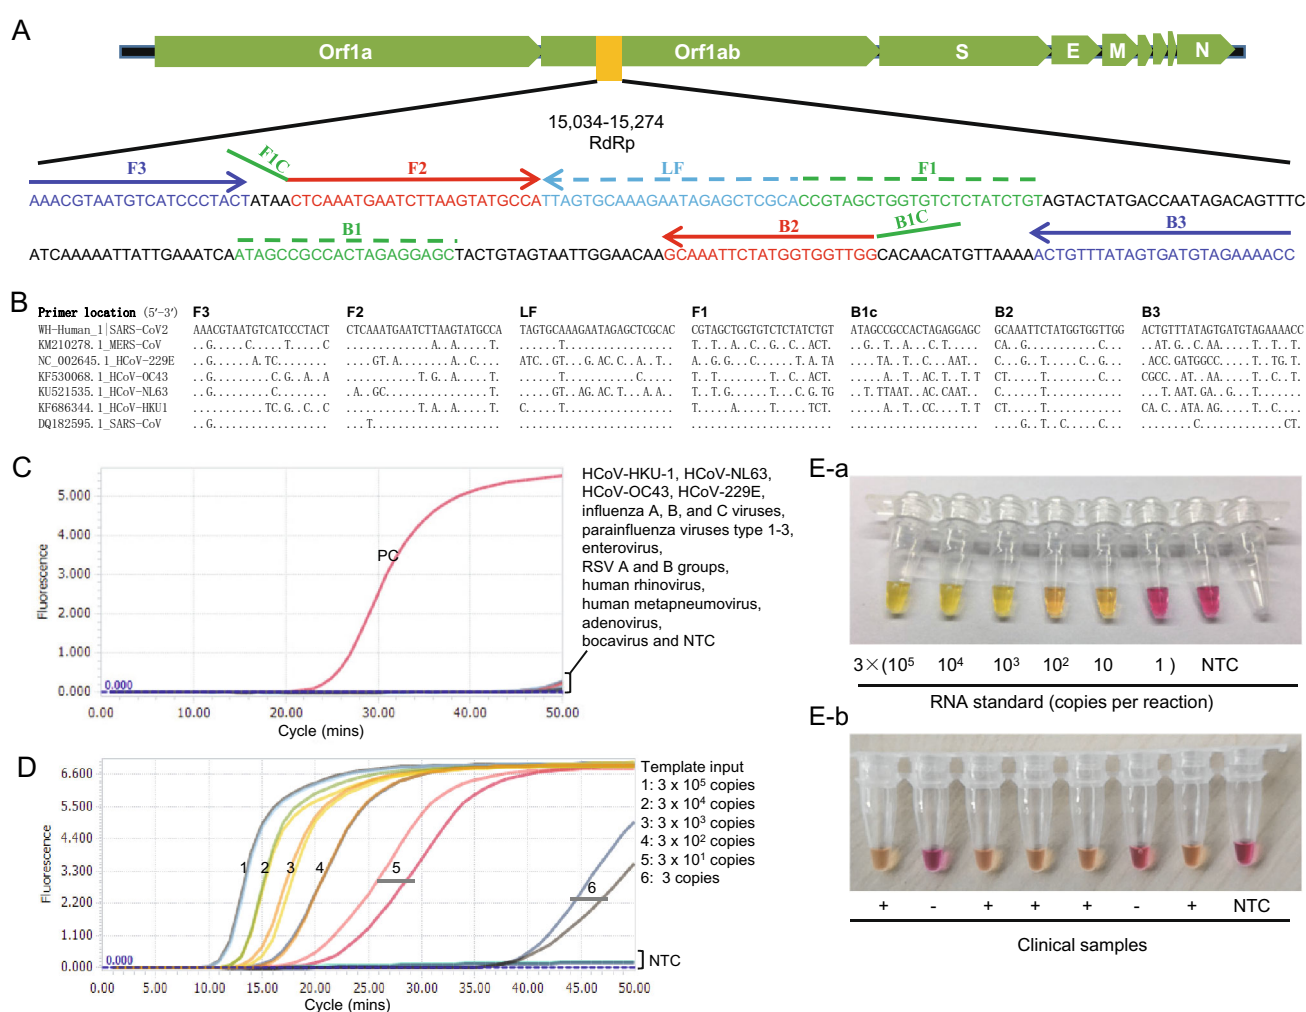 A
Orf1a Orf1ab S E M N
15,034-15,274
RdRp
F3 F1C F2 LF F1
AAACGTAATGTCATCCCTACTATAACTCAAATGAATCTTAAGTATGCCATTAGTGCAAAGAATAGAGCTCGCACCGTAGCTGGTGTCTCTATCTGTAGTACTATGACCAATAGACAGTTTC
B1 B2 B1C B3
ATCAAAAATTATTGAAATCAATAGCCGCCACTAGAGGAGCTACTGTAGTAATTGGAACAAGCAAATTCTATGGTGGTTGGCACAACATGTTAAAAACTGTTTATAGTGATGTAGAAAACC
B
Primer location (5′–3′) F3 F2 LF F1 B1c B2 B3
WH-Human_1|SARS-CoV2 AAACGTAATGTCATCCCTACT CTCAAATGAATCTTAAGTATGCCA TAGTGCAAAGAATAGAGCTCGCAC CGTAGCTGGTGTCTCTATCTGT ATAGCCGCCACTAGAGGAGC GCAAATTCTATGGTGGTTGG ACTGTTTATAGTGATGTAGAAAACC
KM210278.1_MERS-CoV
NC_002645.1_HCoV-229E
KF530068.1_HCoV-OC43
KU521535.1_HCoV-NL63
KF686344.1_HCoV-HKU1
DQ182595.1_SARS-CoV
C
Fluorescence
5.000
4.000
3.000
2.000
1.000
0.000
0.000
PC
0.00 10.00 20.00 30.00 40.00 50.00
Cycle (mins)
HCoV-HKU-1, HCoV-NL63,
HCoV-OC43, HCoV-229E,
influenza A, B, and C viruses,
parainfluenza viruses type 1-3,
enterovirus,
RSV A and B groups,
human rhinovirus,
human metapneumovirus,
adenovirus,
bocavirus and NTC
D
Fluorescence
6.600
5.500
4.400
3.300
2.200
1.100
0.000
0.000
1 2 3 4 5 6
0.00 5.00 10.00 15.00 20.00 25.00 30.00 35.00 40.00 45.00 50.00
Cycle (mins)
Template input
1: 3 x 10⁵ copies
2: 3 x 10⁴ copies
3: 3 x 10³ copies
4: 3 x 10² copies
5: 3 x 10¹ copies
6: 3 copies
NTC
E-a
3×(10⁵ 10⁴ 10³ 10² 10 1 ) NTC
RNA standard (copies per reaction)
E-b
+ - + + + - + NTC
Clinical samples